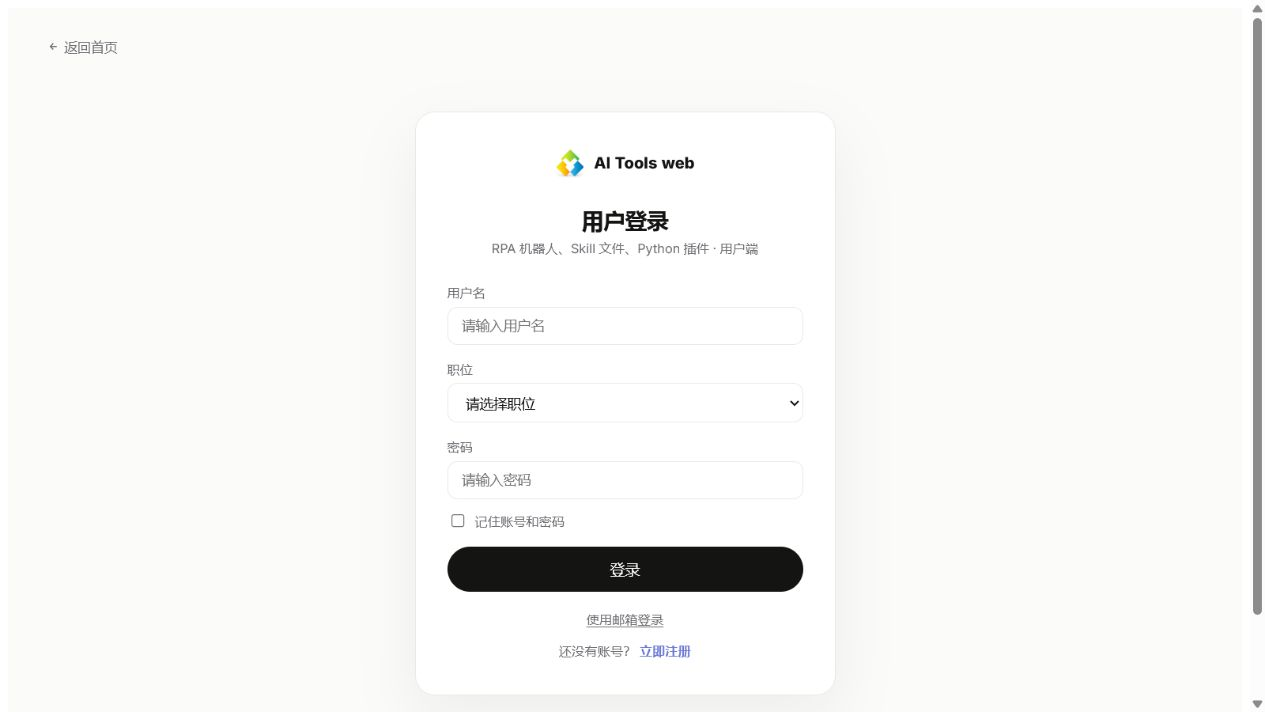 ← 返回首页
AI Tools web
用户登录
RPA 机器人、Skill 文件、Python 插件 · 用户端
用户名
请输入用户名
职位
请选择职位
密码
请输入密码
记住账号和密码
登录
使用邮箱登录
还没有账号? 立即注册